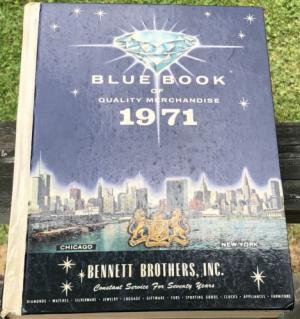 BLUE BOOK
OF
QUALITY MERCHANDISE
1971
CHICAGO
NEW YORK
BENNETT BROTHERS, INC.
Constant Service For Seventy Years
DIAMONDS • WATCHES • SILVERWARE • JEWELRY • LUGGAGE • GIFTWARE • FURS • SPORTING GOODS • CLOCKS • APPLIANCES • FURNITURE